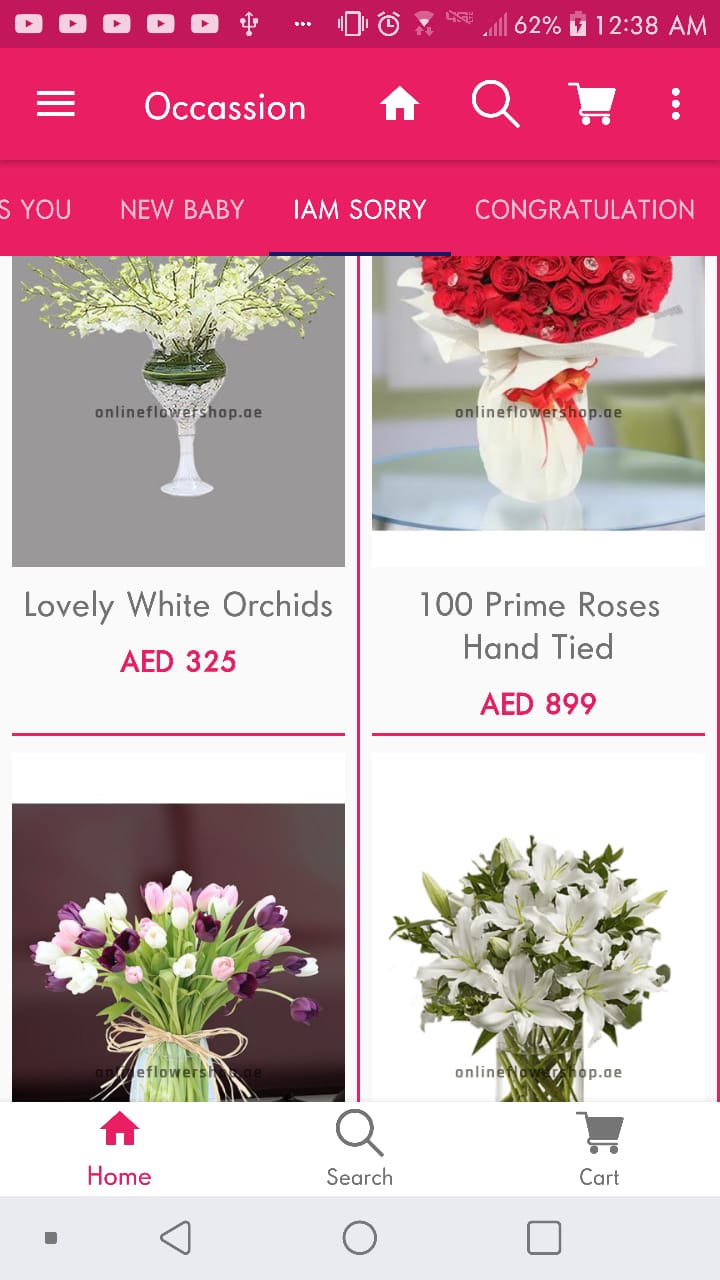 62% 12:38 AM
Occassion
S YOU NEW BABY IAM SORRY CONGRATULATION
onlineflowershop.ae
onlineflowershop.ae
Lovely White Orchids
AED 325
100 Prime Roses
Hand Tied
AED 899
onlineflowershop.ae
onlineflowershop.ae
Home Search Cart